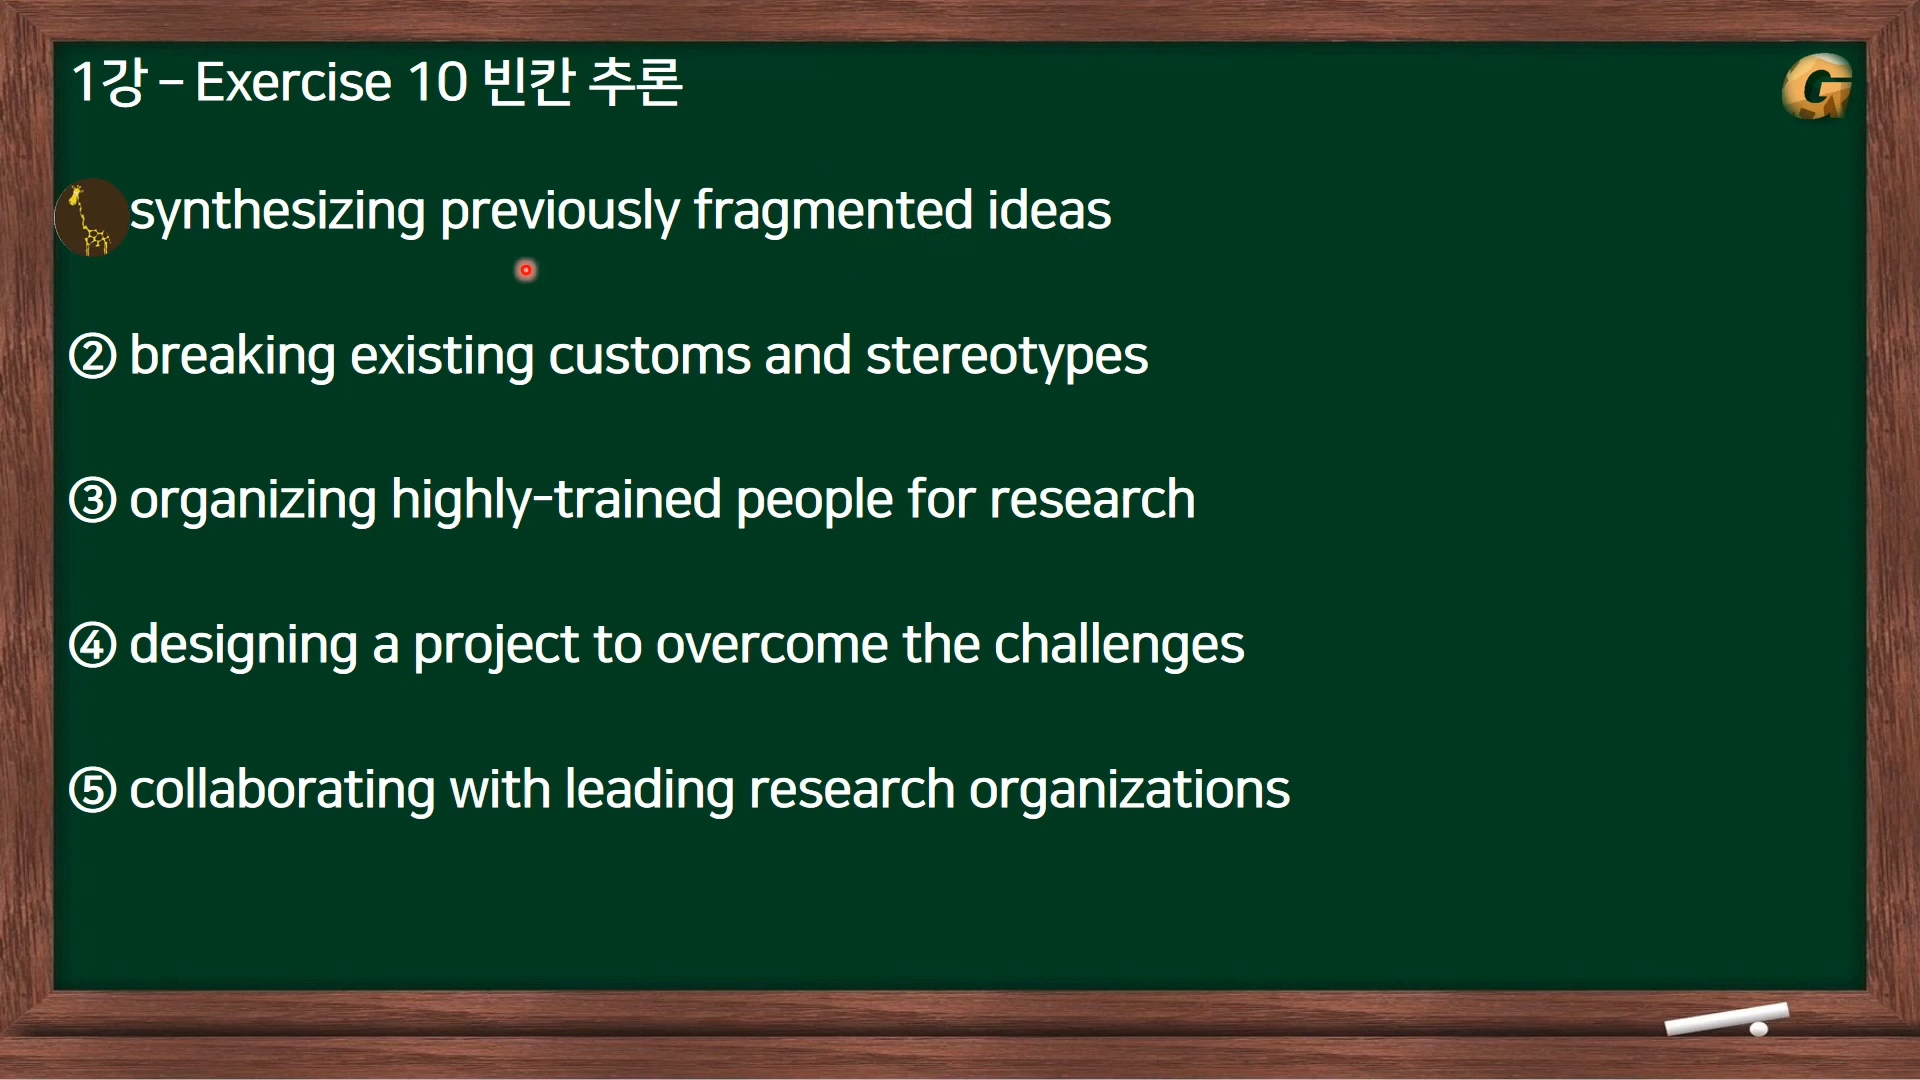 1강 – Exercise 10 빈칸 추론
G
synthesizing previously fragmented ideas
② breaking existing customs and stereotypes
③ organizing highly-trained people for research
④ designing a project to overcome the challenges
⑤ collaborating with leading research organizations